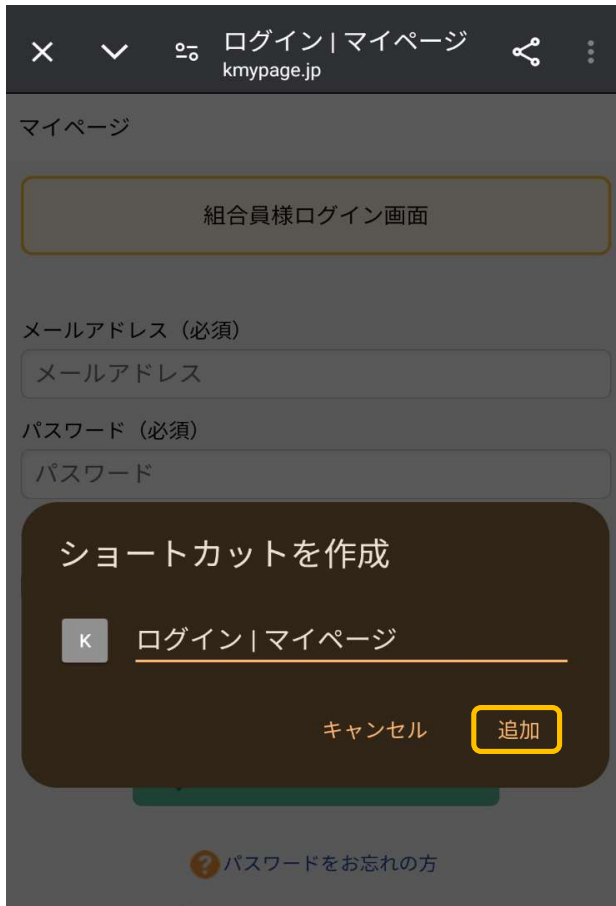 ログイン | マイページ
kmypage.jp
マイページ
組合員様ログイン画面
メールアドレス（必須）
メールアドレス
パスワード（必須）
パスワード
ショートカットを作成
K
ログイン | マイページ
キャンセル
追加
?
パスワードをお忘れの方